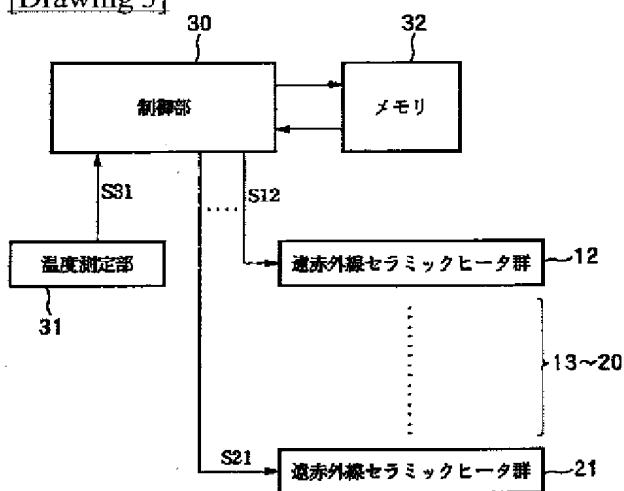 [Drawing 5]
30
32
制御部
メモリ
S31
S12
温度測定部
遠赤外線セラミックヒータ群
12
31
13~20
S21
遠赤外線セラミックヒータ群
21